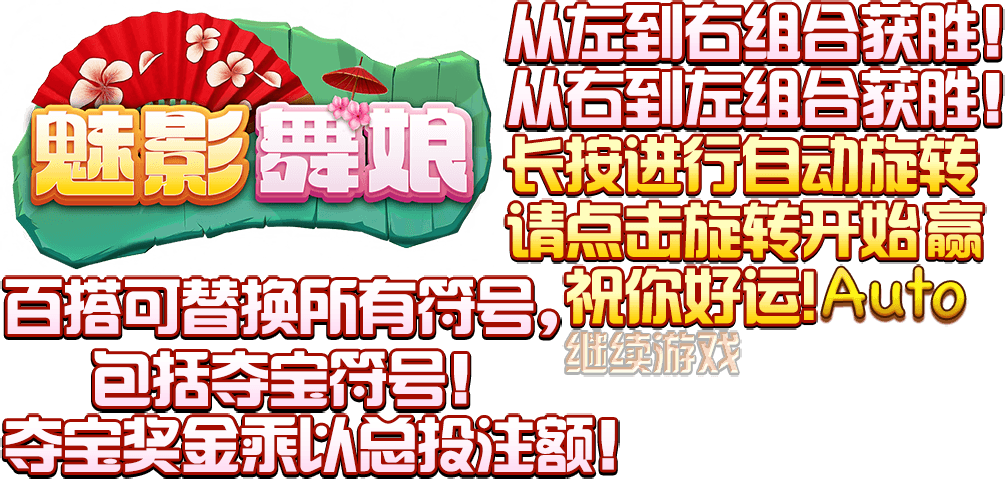 魅影舞娘
从左到右组合获胜!
从右到左组合获胜!
长按进行自动旋转
请点击旋转开始 赢
祝你好运!
Auto
继续游戏
百搭可替换所有符号,
包括夺宝符号!
夺宝奖金乘以总投注额!